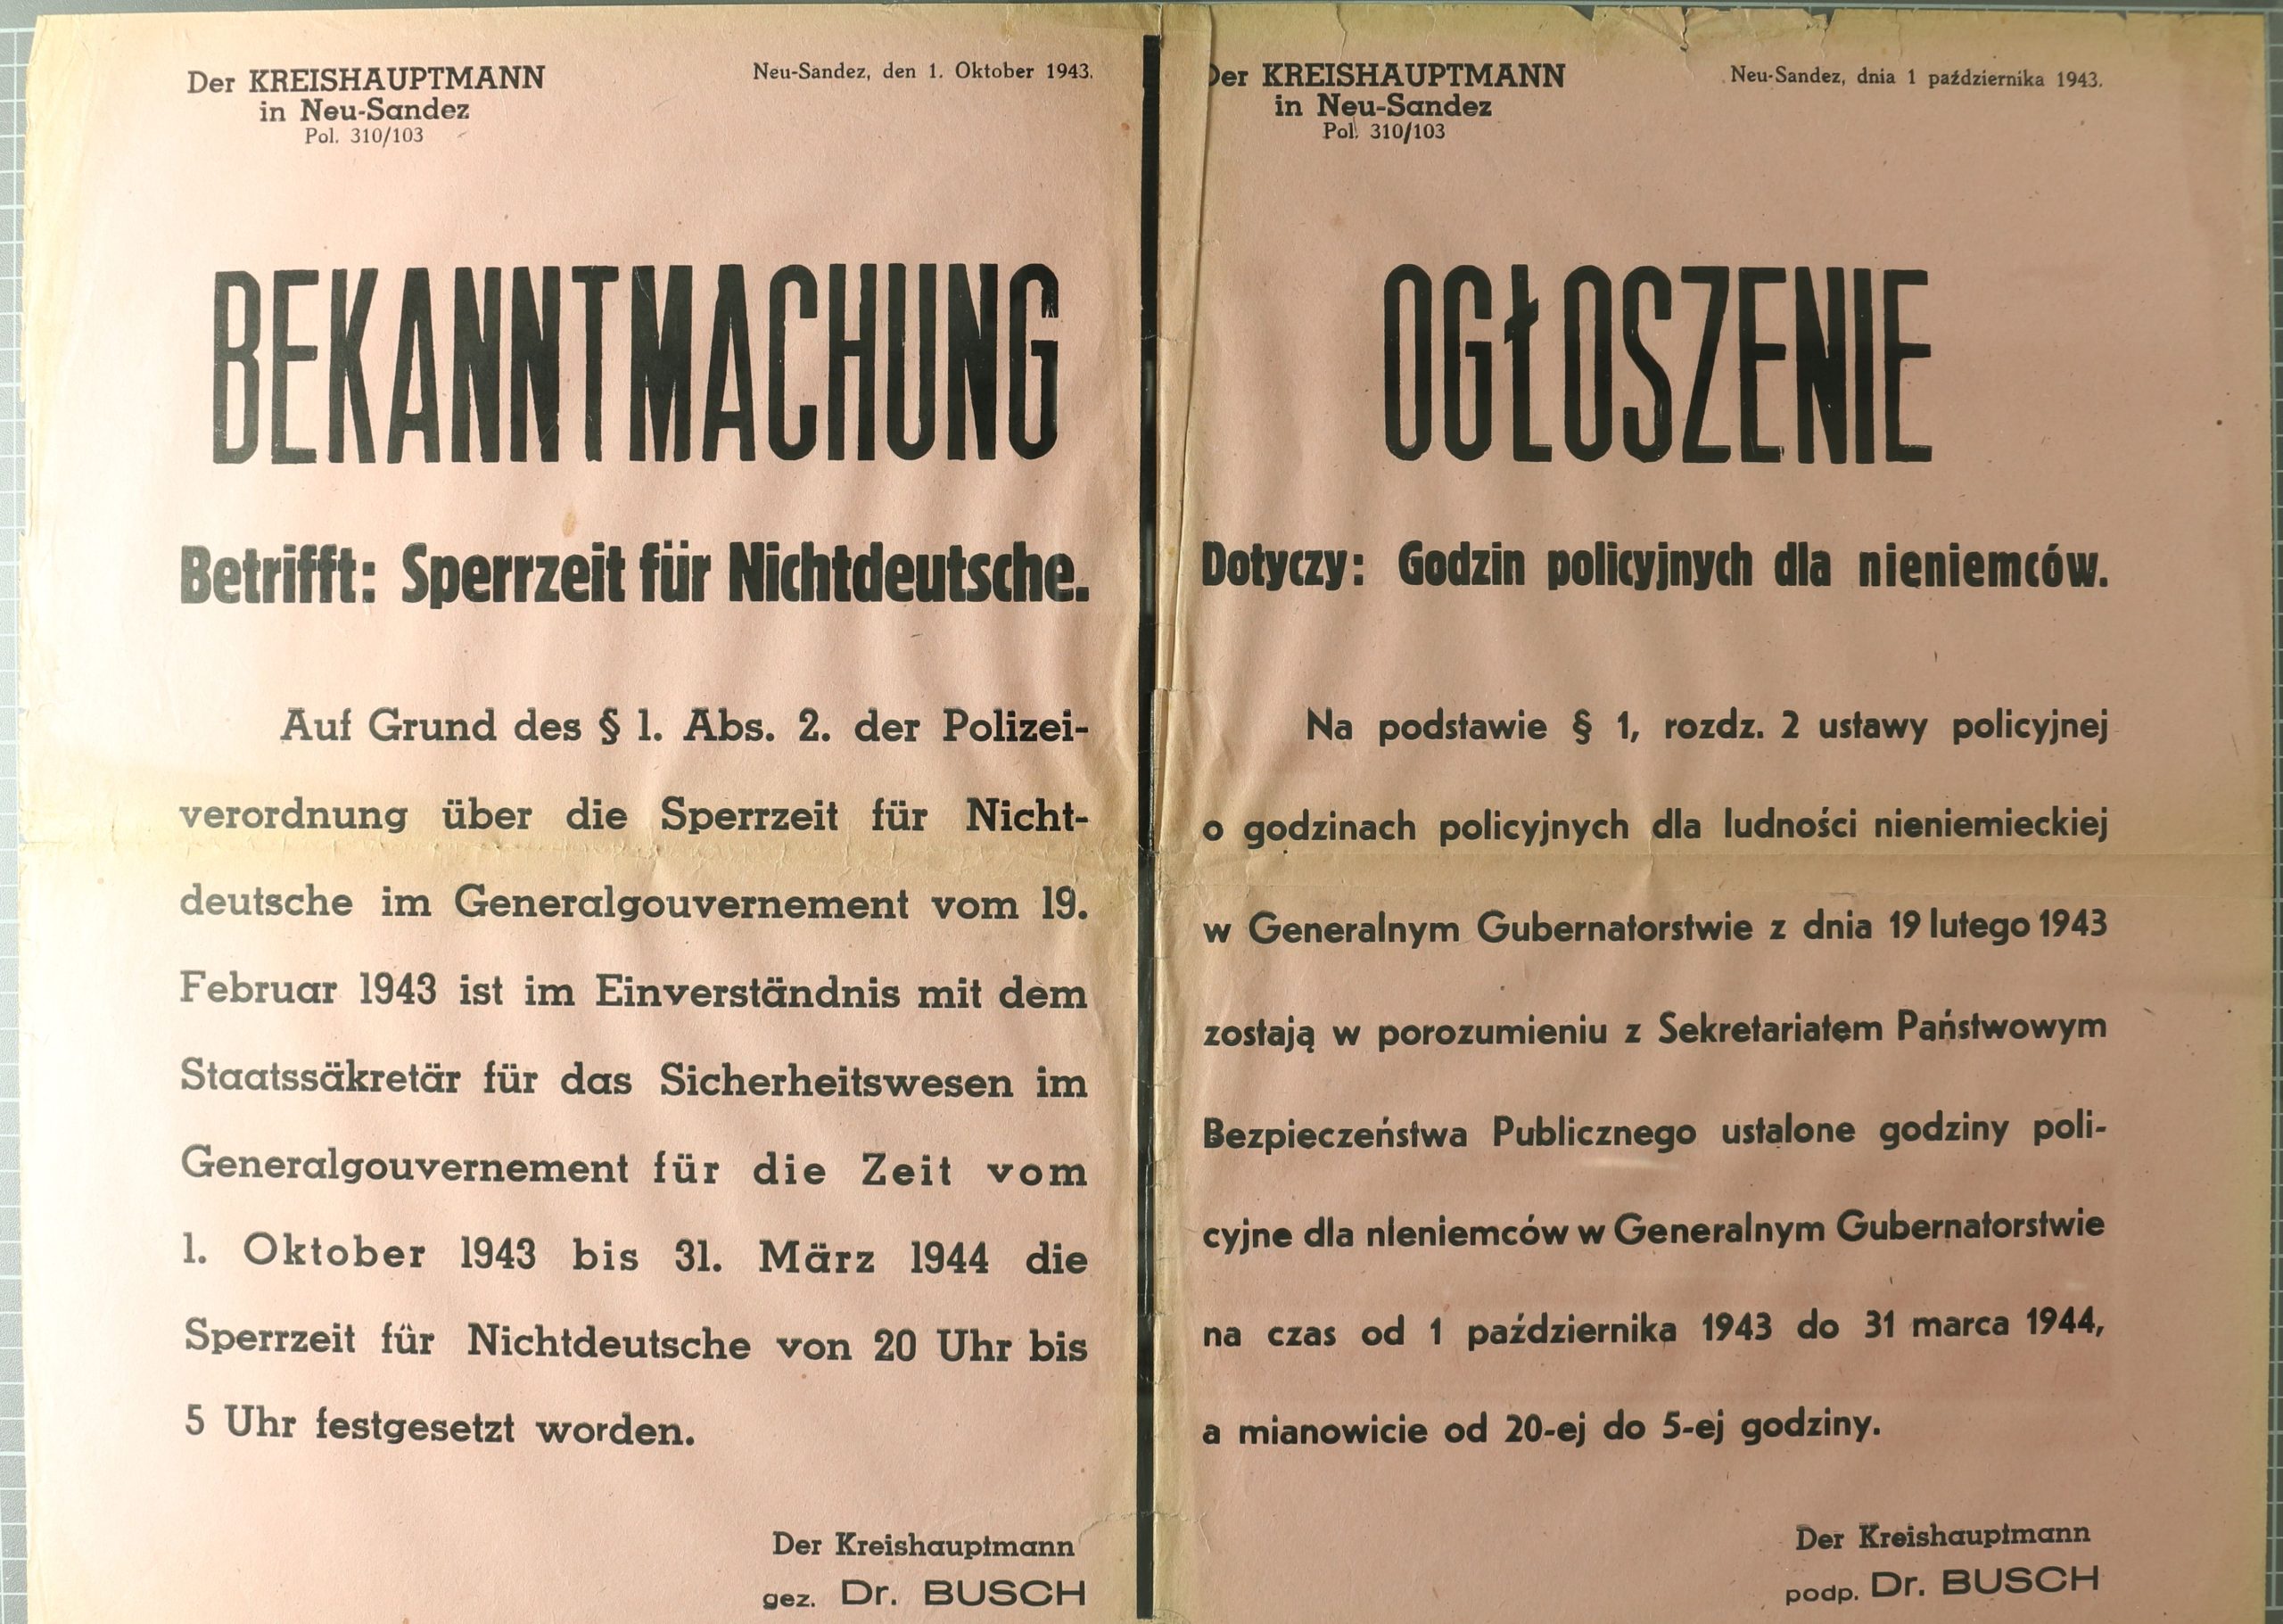 Der KREISHAUPTMANN
in Neu-Sandez
Pol. 310/103
Neu-Sandez, den 1. Oktober 1943.
BEKANNTMACHUNG
Betrifft: Sperrzeit für Nichtdeutsche.
Auf Grund des § 1. Abs. 2. der Polizei-
verordnung über die Sperrzeit für Nicht-
deutsche im Generalgouvernement vom 19.
Februar 1943 ist im Einverständnis mit dem
Staatssäkretär für das Sicherheitswesen im
Generalgouvernement für die Zeit vom
1. Oktober 1943 bis 31. März 1944 die
Sperrzeit für Nichtdeutsche von 20 Uhr bis
5 Uhr festgesetzt worden.
Der Kreishauptmann
gez. Dr. BUSCH
Der KREISHAUPTMANN
in Neu-Sandez
Pol. 310/103
Neu-Sandez, dnia 1 października 1943.
OGŁOSZENIE
Dotyczy: Godzin policyjnych dla nieniemców.
Na podstawie § 1, rozdz. 2 ustawy policyjnej
o godzinach policyjnych dla ludności nieniemieckiej
w Generalnym Gubernatorstwie z dnia 19 lutego 1943
zostają w porozumieniu z Sekretariatem Państwowym
Bezpieczeństwa Publicznego ustalone godziny poli-
cyjne dla nleniemców w Generalnym Gubernatorstwie
na czas od 1 października 1943 do 31 marca 1944,
a mianowicie od 20-ej do 5-ej godziny.
Der Kreishauptmann
podp. Dr. BUSCH